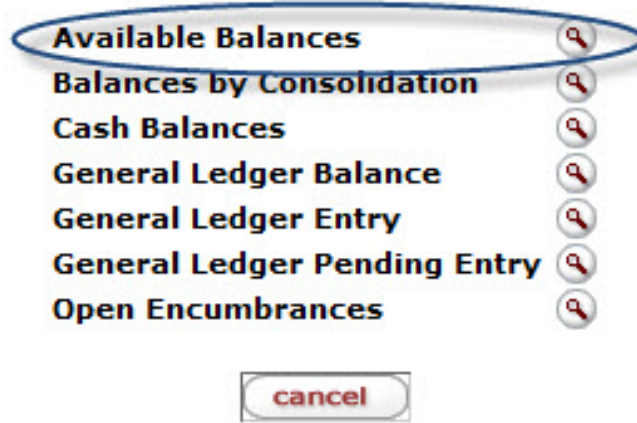 Available Balances
Balances by Consolidation
Cash Balances
General Ledger Balance
General Ledger Entry
General Ledger Pending Entry
Open Encumbrances
cancel